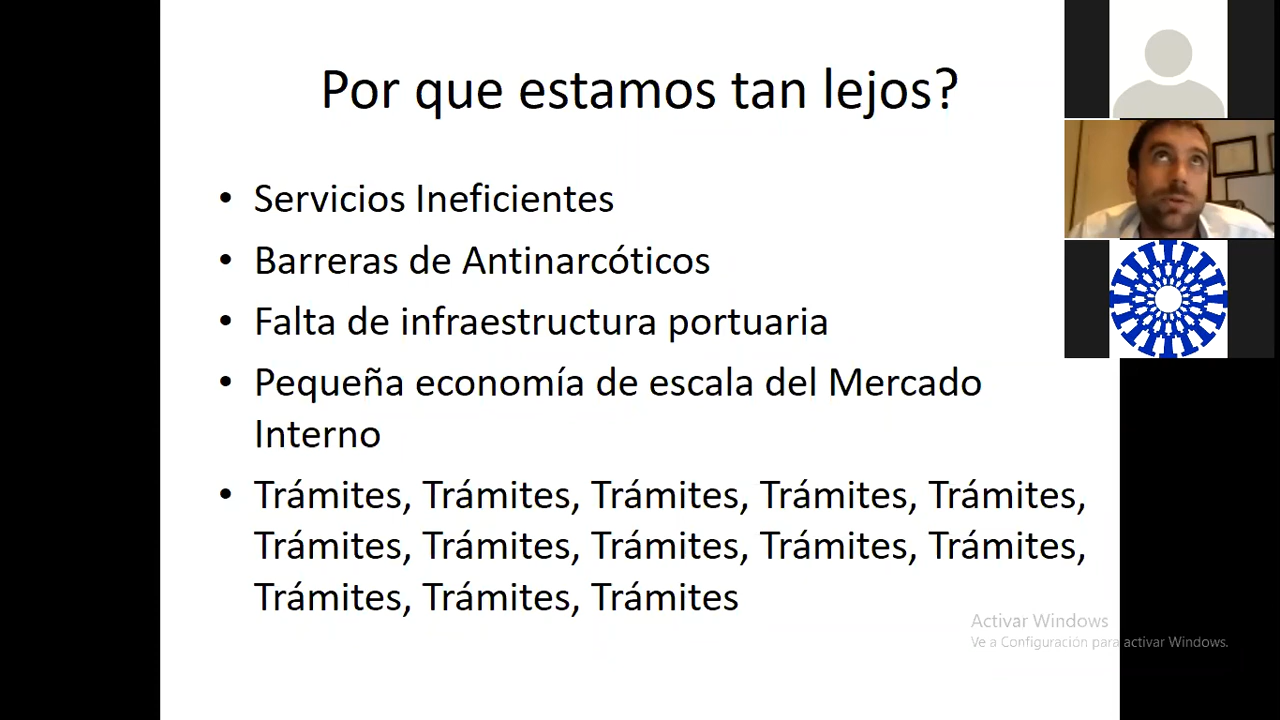 Por que estamos tan lejos?
• Servicios Ineficientes
• Barreras de Antinarcóticos
• Falta de infraestructura portuaria
• Pequeña economía de escala del Mercado
Interno
• Trámites, Trámites, Trámites, Trámites, Trámites,
Trámites, Trámites, Trámites, Trámites, Trámites,
Trámites, Trámites, Trámites
Activar Windows
Ve a Configuración para activar Windows.